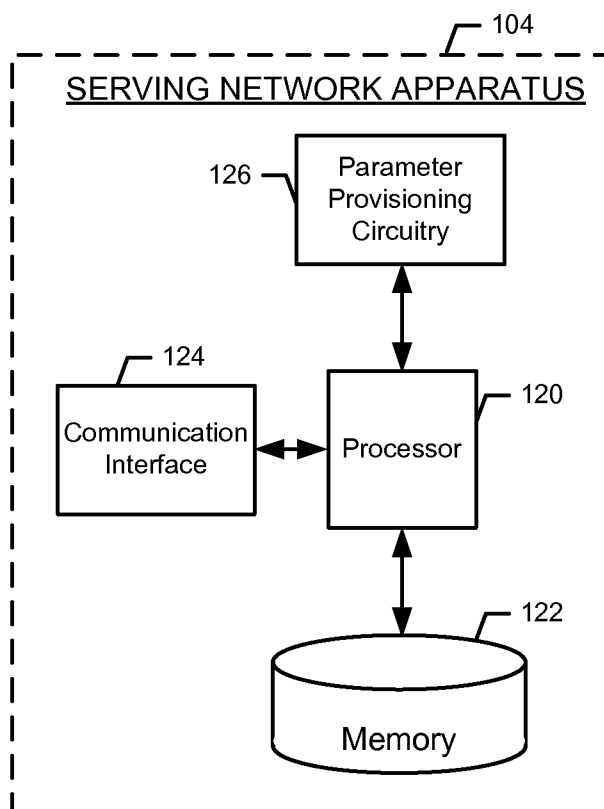 104
SERVING NETWORK APPARATUS
126
Parameter
Provisioning
Circuitry
124
Communication
Interface
120
Processor
122
Memory